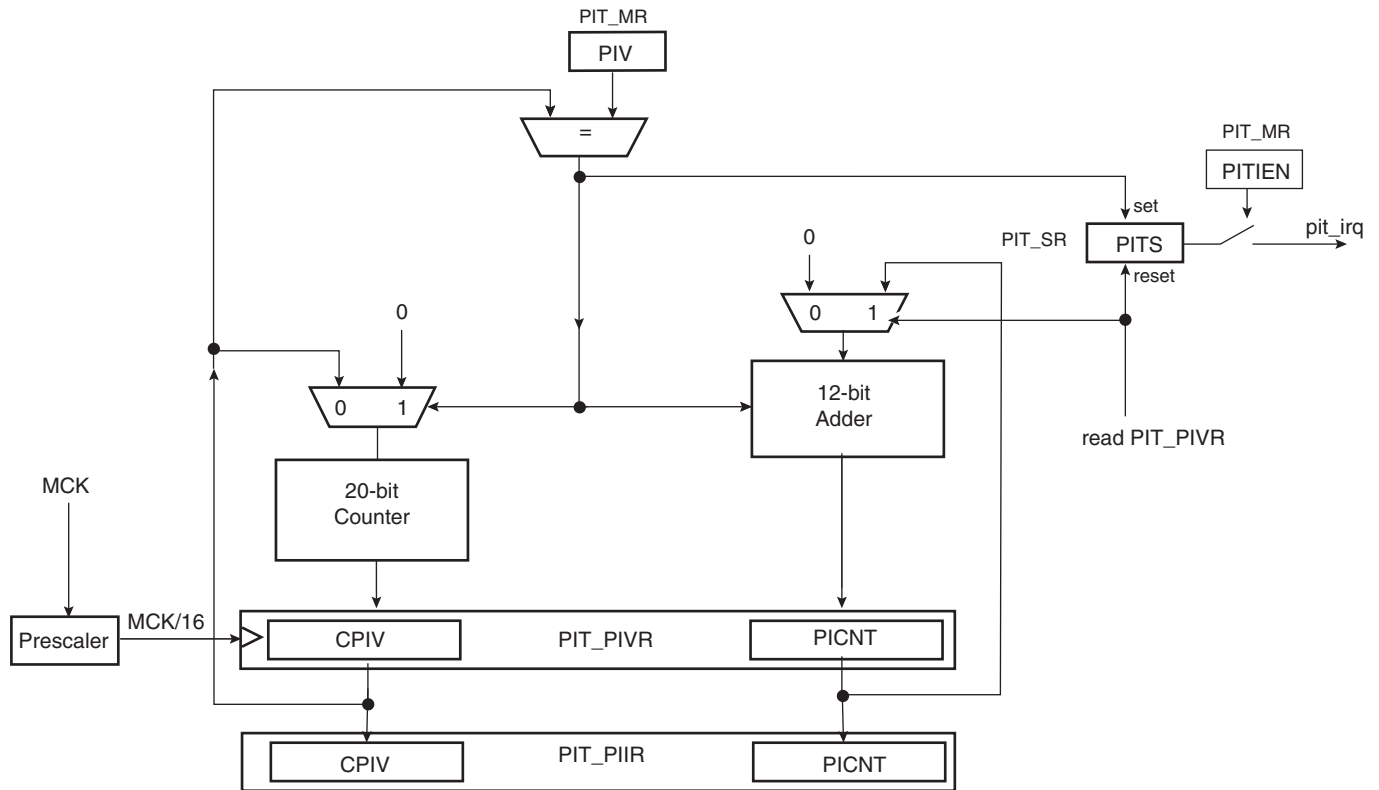 PIT_MR
PIV
=
PIT_MR
PITIEN
set
PIT_SR
PITS
pit_irq
reset
0
0 1
0
0 1
12-bit
Adder
read PIT_PIVR
MCK
20-bit
Counter
Prescaler
MCK/16
CPIV
PIT_PIVR
PICNT
CPIV
PIT_PIIR
PICNT